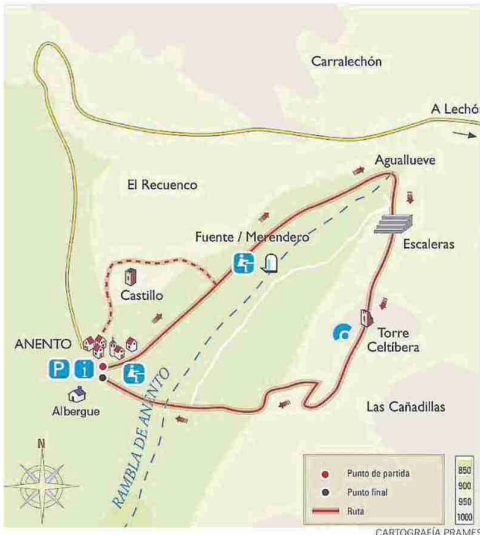 Carralechón
A Lechó
Aguallueve
El Recuenco
Fuente / Merendero
Escaleras
Castillo
Torre
Celtíbera
ANENTO
P i
Albergue
RAMBLA DE ANENTO
Las Cañadillas
N
Punto de partida
Punto final
Ruta
850
900
950
1000
CARTOGRAFÍA PRAMES